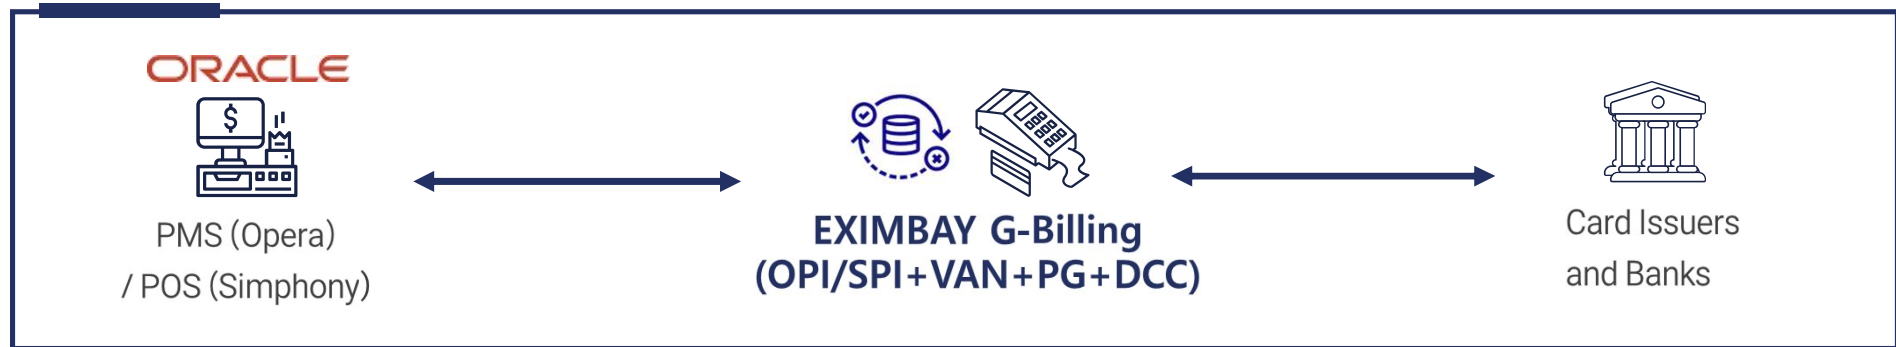 ORACLE
$
PMS (Opera)
/ POS (Simphony)
EXIMBAY G-Billing
(OPI/SPI+VAN+PG+DCC)
Card Issuers
and Banks